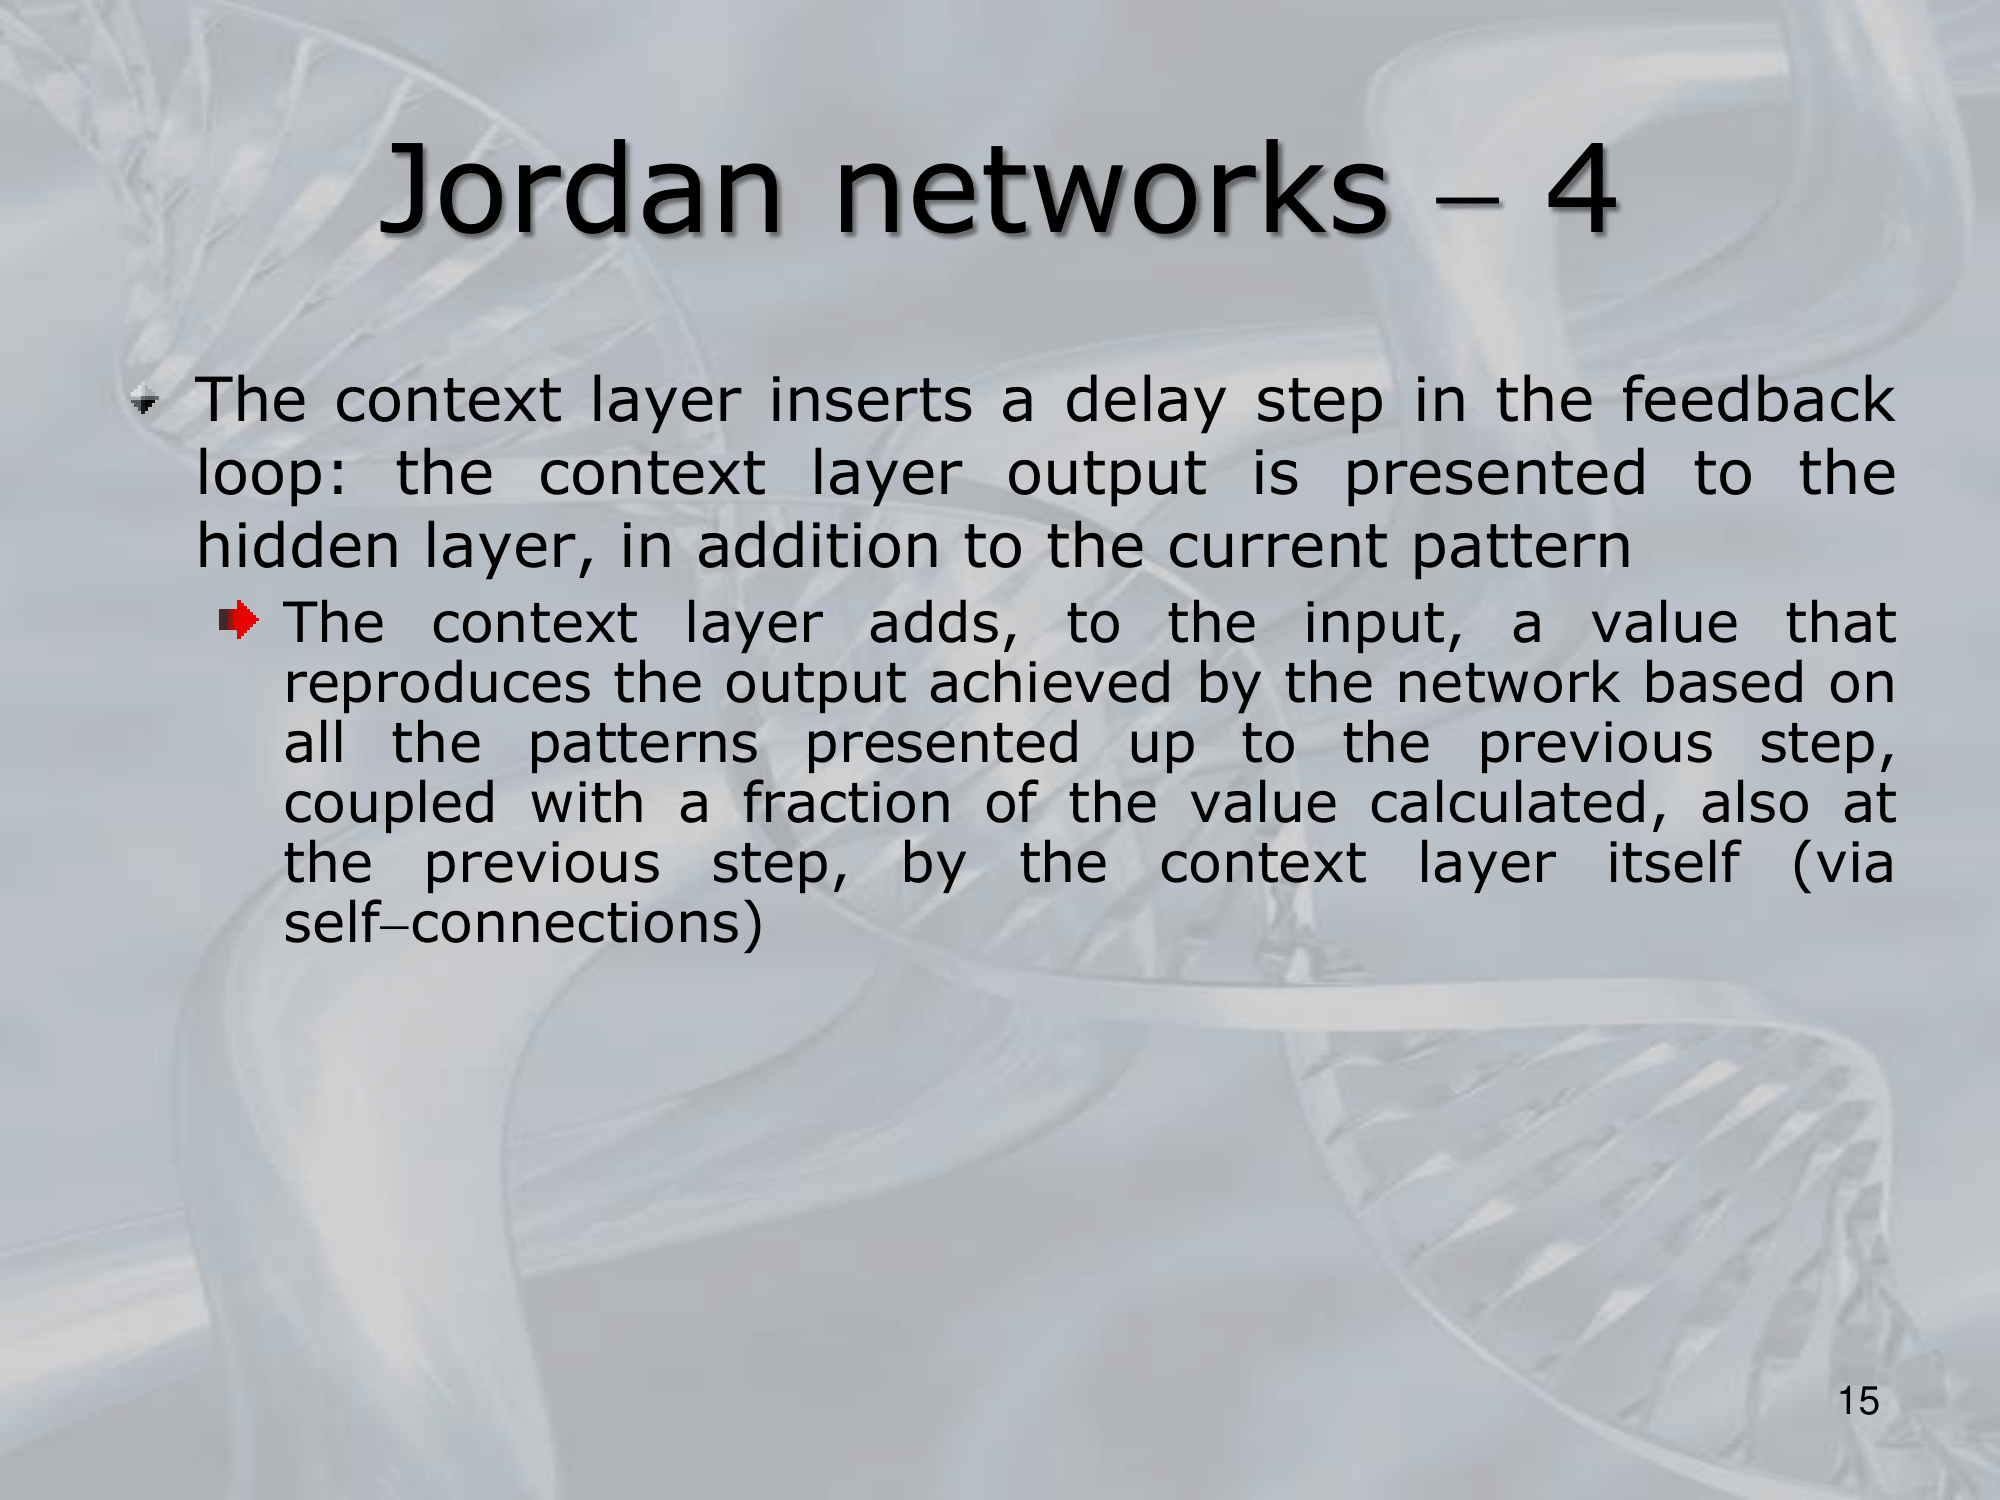 Jordan networks – 4
The context layer inserts a delay step in the feedback
loop: the context layer output is presented to the
hidden layer, in addition to the current pattern
The context layer adds, to the input, a value that
reproduces the output achieved by the network based on
all the patterns presented up to the previous step,
coupled with a fraction of the value calculated, also at
the previous step, by the context layer itself (via
self–connections)
15